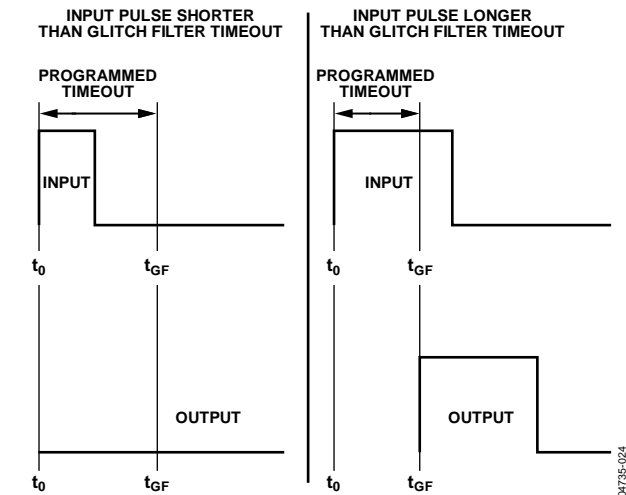 INPUT PULSE SHORTER
THAN GLITCH FILTER TIMEOUT
PROGRAMMED
TIMEOUT
INPUT
t0
tGF
OUTPUT
t0
tGF
INPUT PULSE LONGER
THAN GLITCH FILTER TIMEOUT
PROGRAMMED
TIMEOUT
INPUT
t0
tGF
OUTPUT
t0
tGF
04735-024